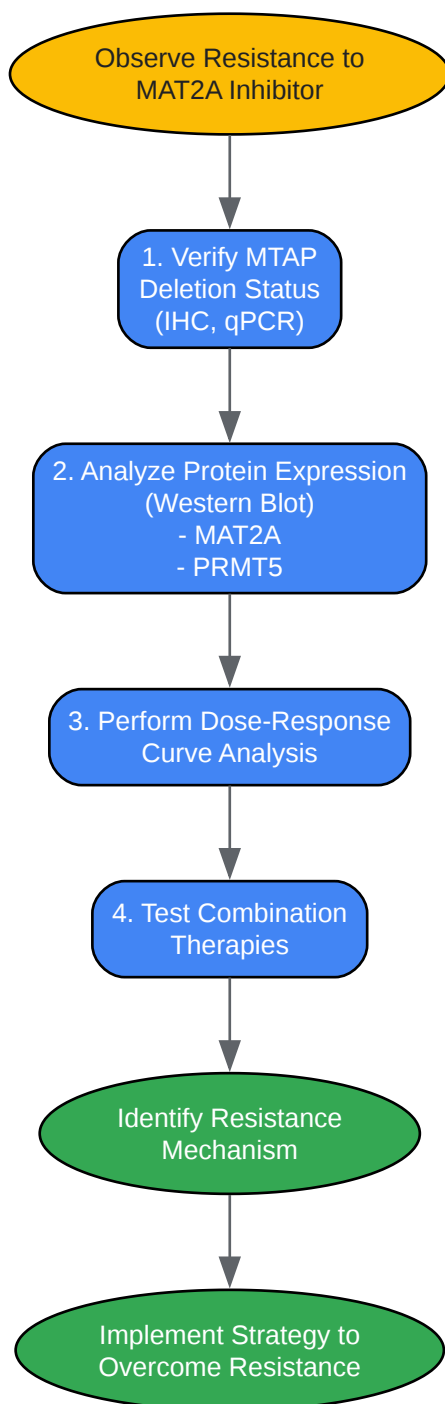 Observe Resistance to
MAT2A Inhibitor
1. Verify MTAP
Deletion Status
(IHC, qPCR)
2. Analyze Protein Expression
(Western Blot)
- MAT2A
- PRMT5
3. Perform Dose-Response
Curve Analysis
4. Test Combination
Therapies
Identify Resistance
Mechanism
Implement Strategy to
Overcome Resistance